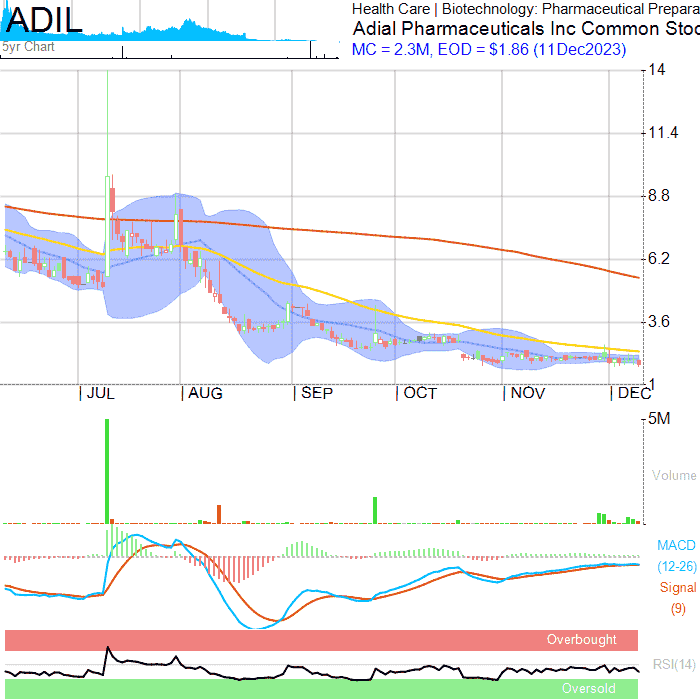 ADIL
5yr Chart
Health Care | Biotechnology: Pharmaceutical Prepara
Adial Pharmaceuticals Inc Common Stoc
MC = 2.3M, EOD = $1.86 (11Dec2023)
14
11.4
8.8
6.2
3.6
1
JUL AUG SEP OCT NOV DEC
5M
Volume
MACD
(12-26)
Signal
(9)
Overbought
RSI(14)
Oversold